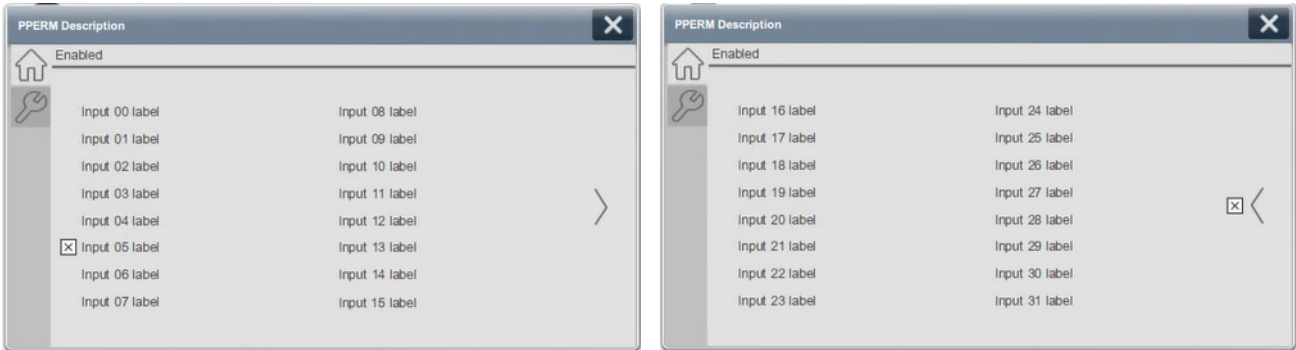 PPERM Description
Enabled
Input 00 label
Input 01 label
Input 02 label
Input 03 label
Input 04 label
Input 05 label
Input 06 label
Input 07 label
Input 08 label
Input 09 label
Input 10 label
Input 11 label
Input 12 label
Input 13 label
Input 14 label
Input 15 label
PPERM Description
Enabled
Input 16 label
Input 17 label
Input 18 label
Input 19 label
Input 20 label
Input 21 label
Input 22 label
Input 23 label
Input 24 label
Input 25 label
Input 26 label
Input 27 label
Input 28 label
Input 29 label
Input 30 label
Input 31 label